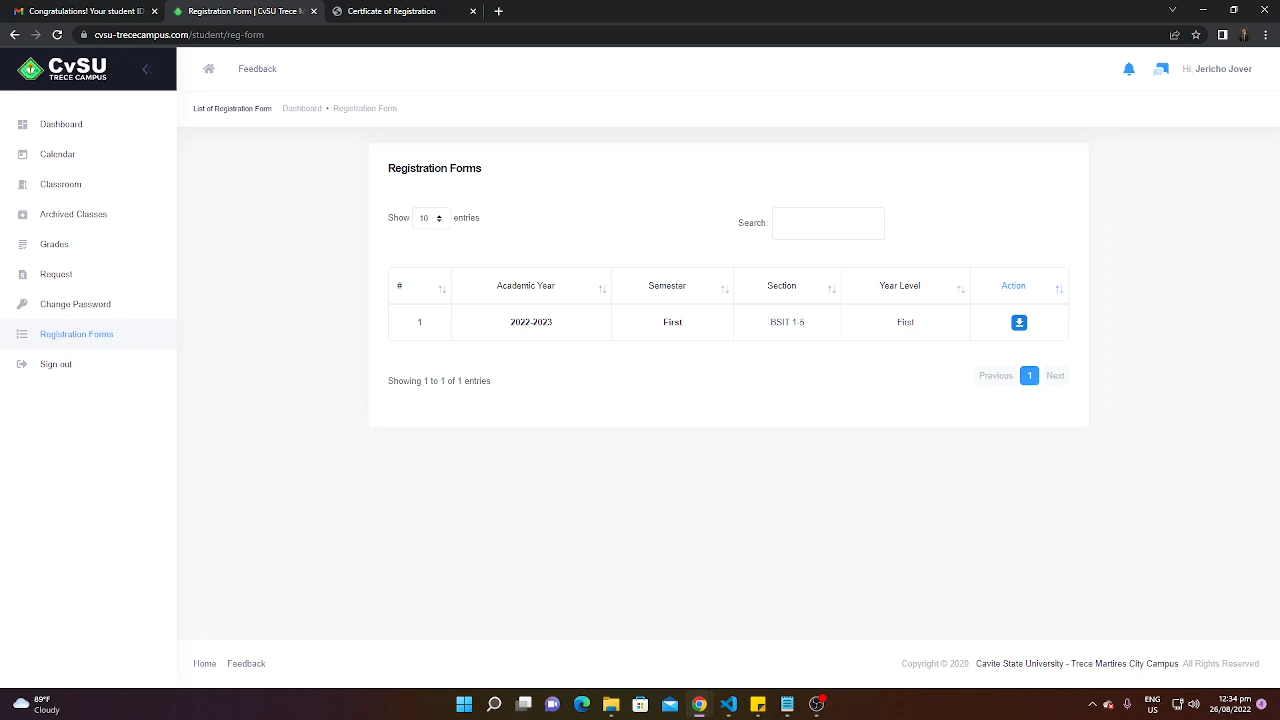 Congratulations! Your student ID
Registration Form | CvSU Trece M
Certficate of Registration
cvsu-trececampus.com/student/reg-form
CvSU
TRECE CAMPUS
Feedback
Hi, Jericho Jover
List of Registration Form Dashboard • Registration Form
Dashboard
Calendar
Classroom
Archived Classes
Grades
Request
Change Password
Registration Forms
Sign out
Registration Forms
Show 10 entries
Search:
# Academic Year Semester Section Year Level Action
1 2022-2023 First BSIT 1-5 First
Showing 1 to 1 of 1 entries
Previous 1 Next
Home Feedback
Copyright © 2020 Cavite State University - Trece Martires City Campus All Rights Reserved
89°F
Cloudy
ENG
US
12:31 pm
26/08/2022
4